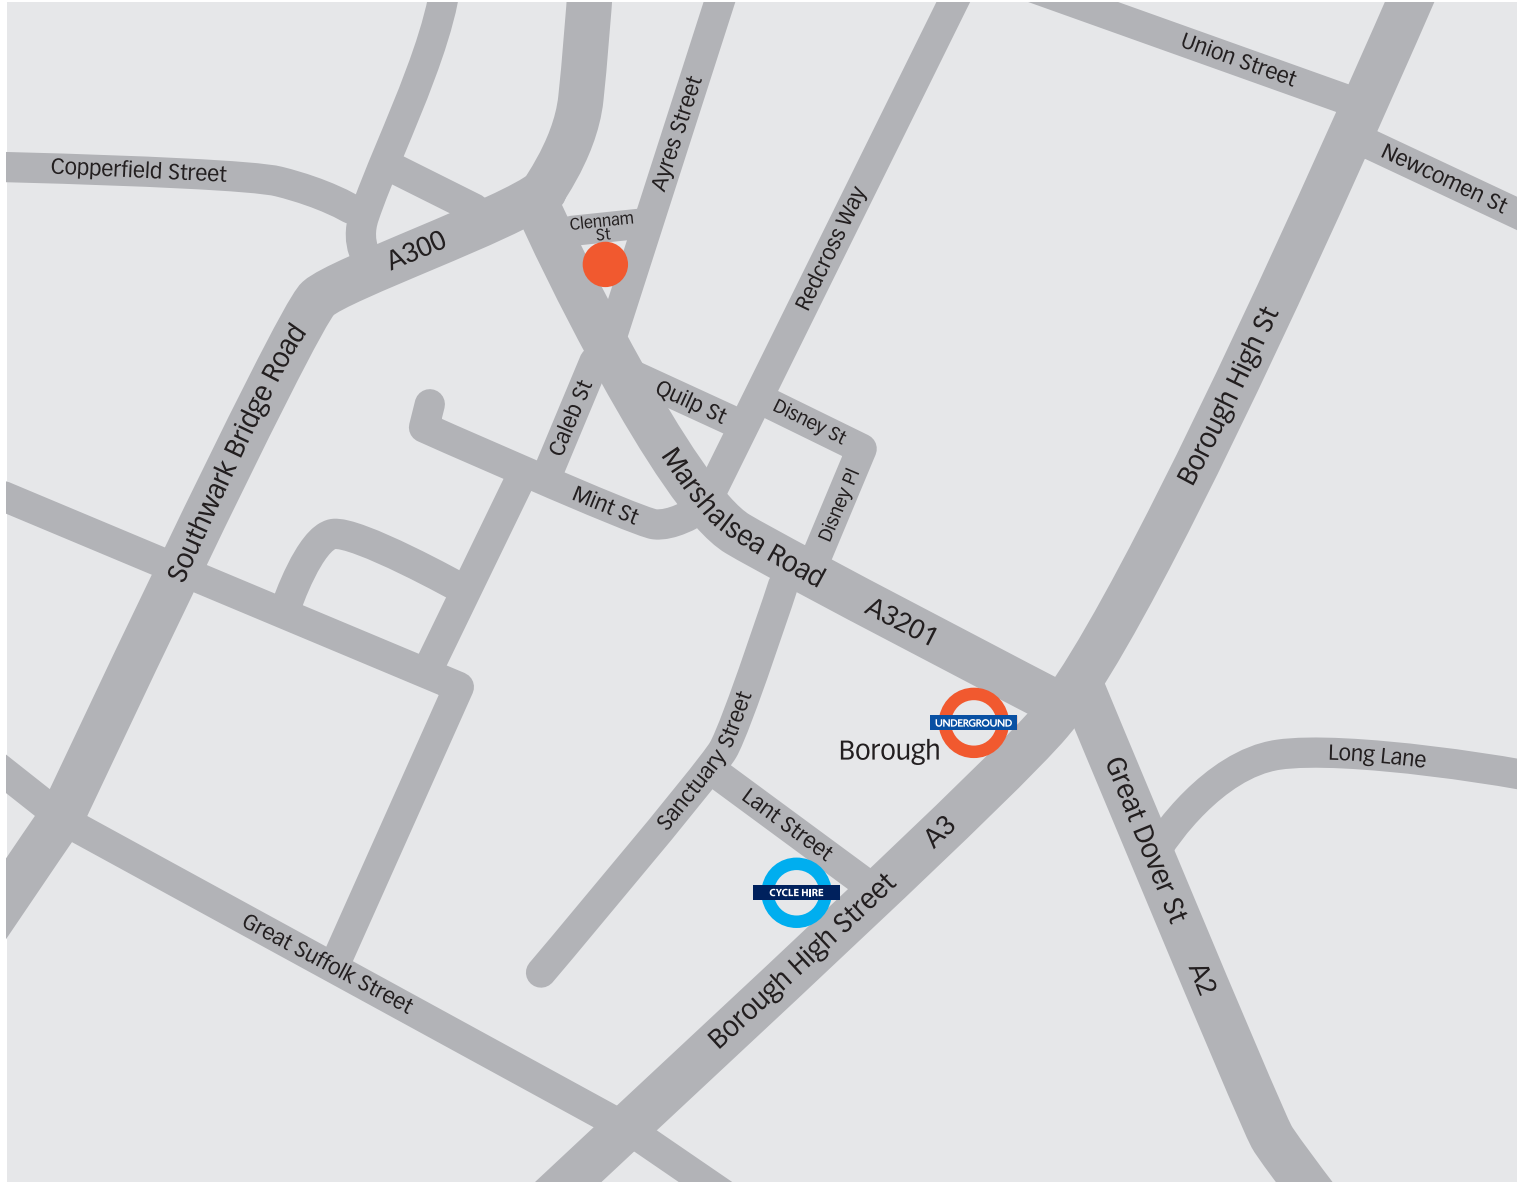 Union Street
Newcomen St
Ayres Street
Copperfield Street
Clennam
St
A300
Redcross Way
Borough High St
Southwark Bridge Road
Quilp St
Disney St
Caleb St
Marshalsea Road
Mint St
Disney Pl
A3201
Sanctuary Street
UNDERGROUND
Borough
Long Lane
Lant Street
A3
Great Dover St
A2
CYCLE HIRE
Borough High Street
Great Suffolk Street